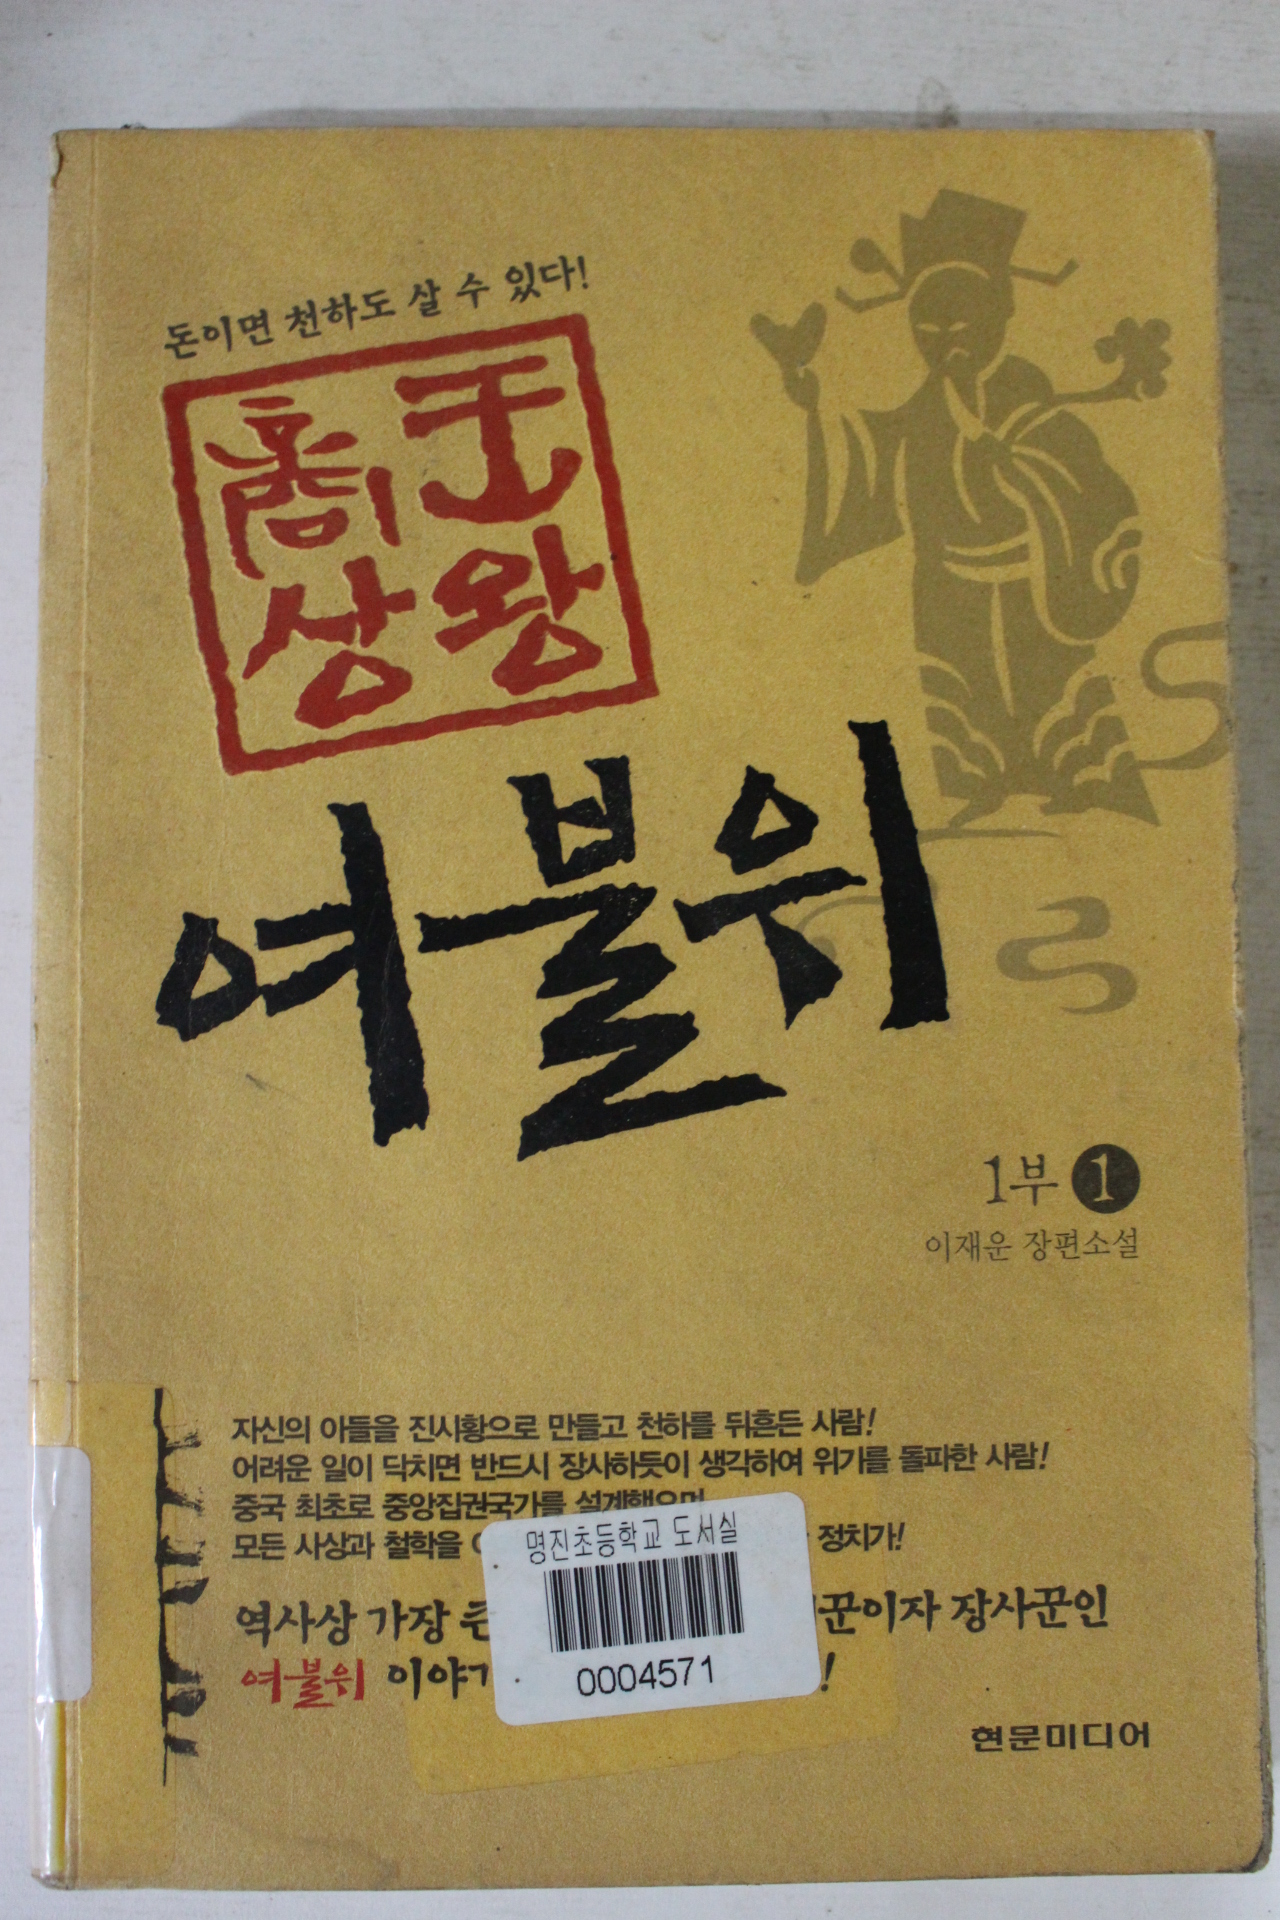 돈이면 천하도 살 수 있다!
商王
상왕
여불위
1부 1
이재운 장편소설
자신의 아들을 진시황으로 만들고 천하를 뒤흔든 사람!
어려운 일이 닥치면 반드시 장사하듯이 생각하여 위기를 돌파한 사람!
중국 최초로 중앙집권국가를 설계했으며
모든 사상과 철학을 정치가!
역사상 가장 장사꾼인
여불위
현문미디어
명진초등학교 도서실
0004571